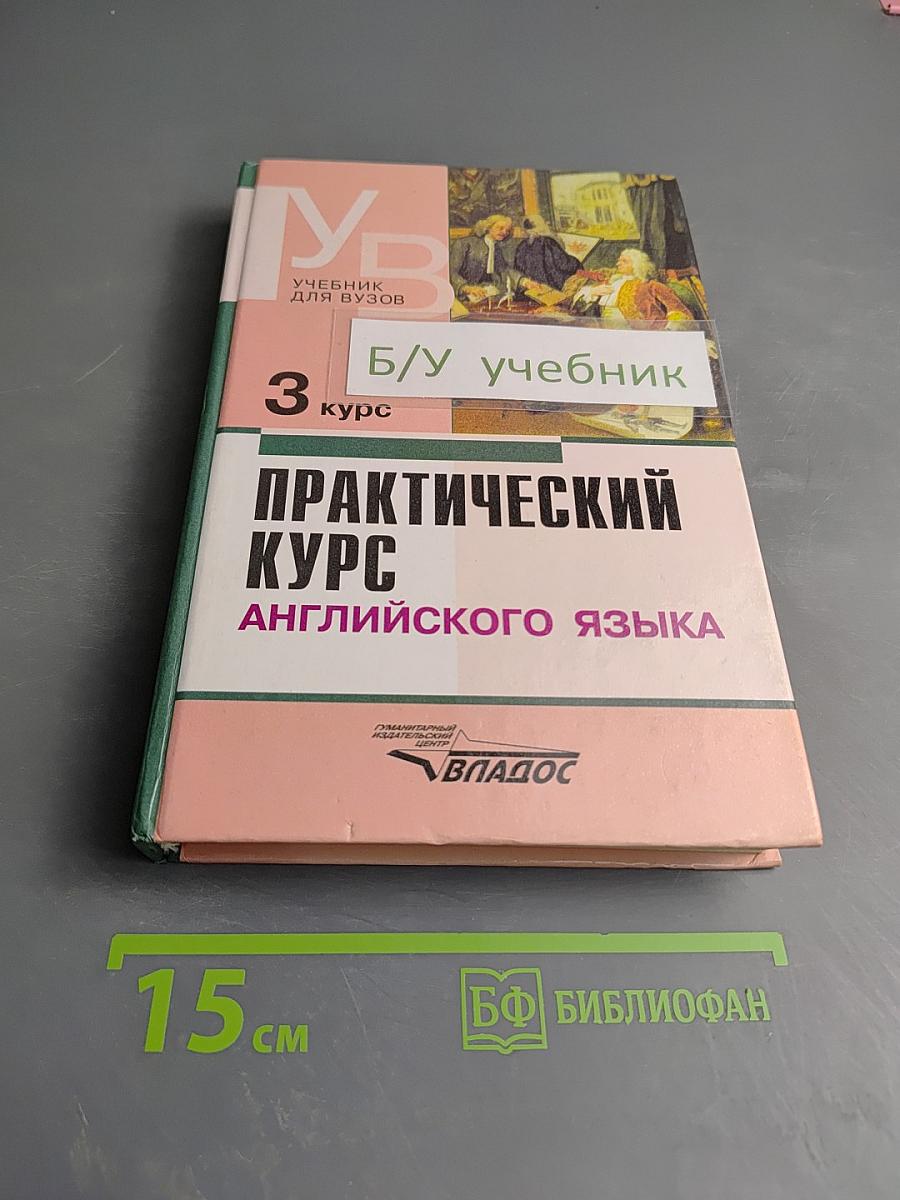 УВ
УЧЕБНИК
ДЛЯ ВУЗОВ
Б/У учебник
3 курс
ПРАКТИЧЕСКИЙ
КУРС
АНГЛИЙСКОГО ЯЗЫКА
ГУМАНИТАРНЫЙ
ИЗДАТЕЛЬСКИЙ
ЦЕНТР
ВЛАДОС
15 см
БФ БИБЛИОФАН